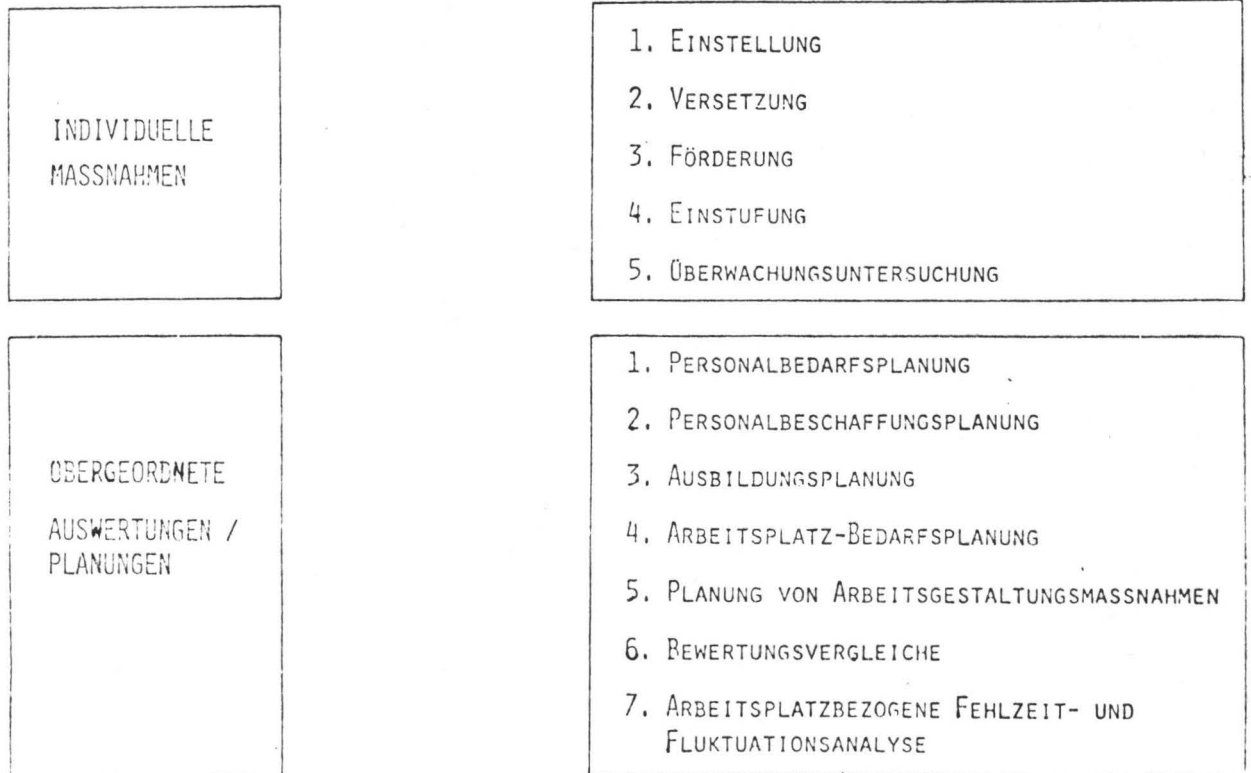 INDIVIDUELLE
MASSNAHMEN
1. EINSTELLUNG
2. VERSETZUNG
3. FÖRDERUNG
4. EINSTUFUNG
5. ÜBERWACHUNGSUNTERSUCHUNG
ÜBERGEORDNETE
AUSWERTUNGEN /
PLANUNGEN
1. PERSONALBEDARFSPLANUNG
2. PERSONALBESCHAFFUNGSPLANUNG
3. AUSBILDUNGSPLANUNG
4. ARBEITSPLATZ-BEDARFSPLANUNG
5. PLANUNG VON ARBEITSGESTALTUNGSMASSNAHMEN
6. BEWERTUNGSVERGLEICHE
7. ARBEITSPLATZBEZOGENE FEHLZEIT- UND
FLUKTUATIONSANALYSE